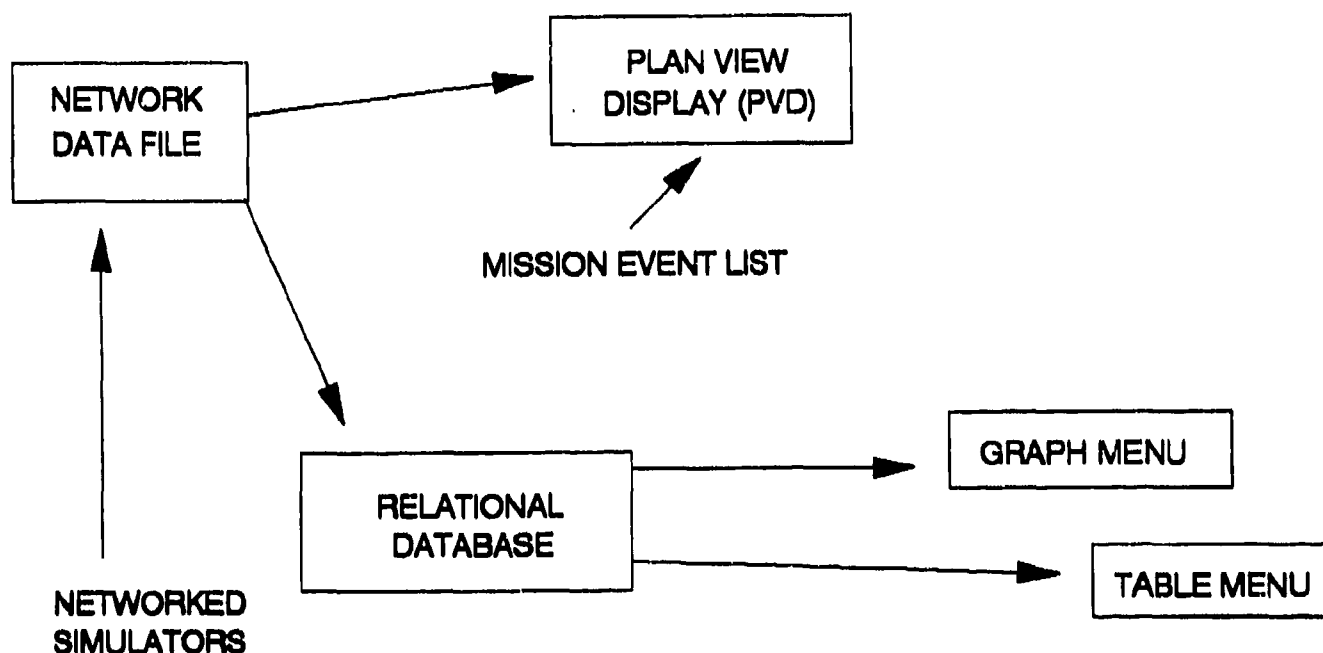 NETWORK
DATA FILE
PLAN VIEW
DISPLAY (PVD)
MISSION EVENT LIST
RELATIONAL
DATABASE
GRAPH MENU
TABLE MENU
NETWORKED
SIMULATORS